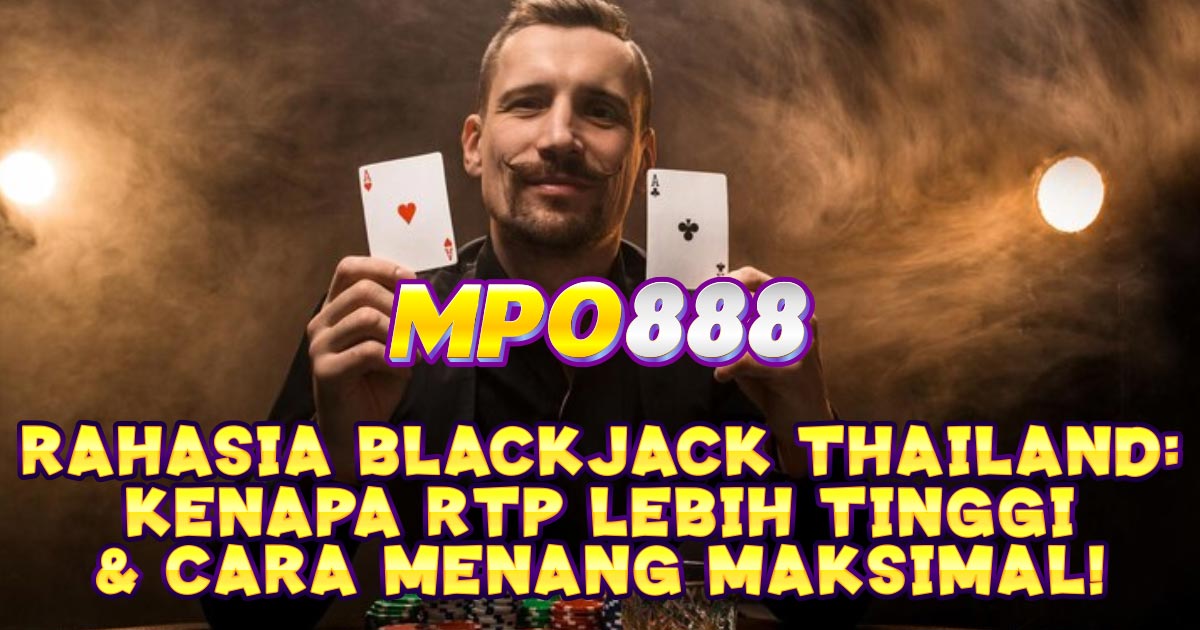 A
A
A
MPO888
RAHASIA BLACKJACK THAILAND:
KENAPA RTP LEBIH TINGGI
& CARA MENANG MAKSIMAL!